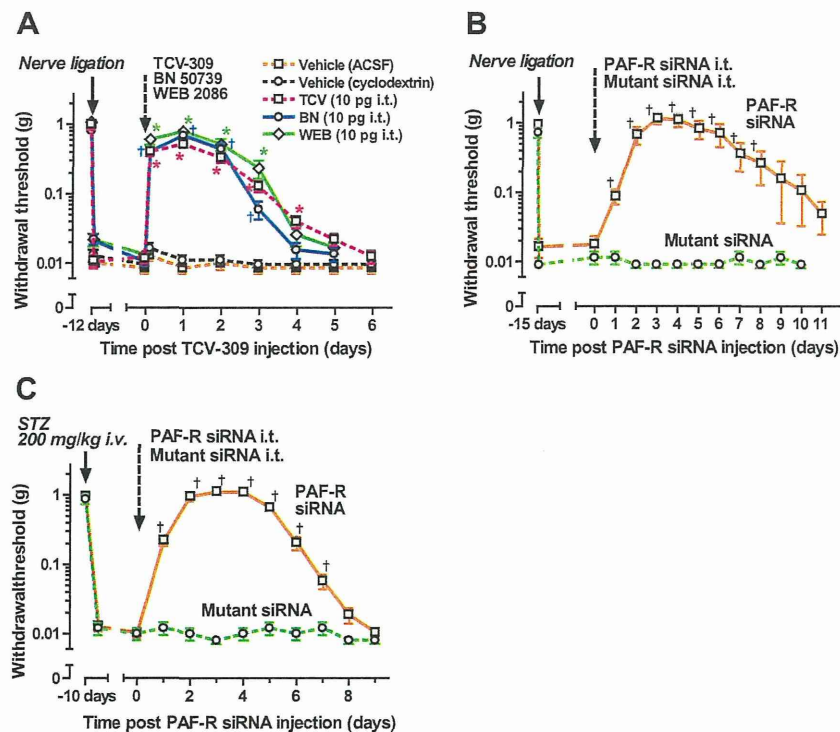 A
Nerve ligation
TCV-309
BN 50739
WEB 2086
Vehicle (ACSF)
Vehicle (cyclodextrin)
TCV (10 pg i.t.)
BN (10 pg i.t.)
WEB (10 pg i.t.)
Withdrawal threshold (g)
1
0.1
0.01
0
-12 days
0 1 2 3 4 5 6
Time post TCV-309 injection (days)
B
Nerve ligation
PAF-R siRNA i.t.
Mutant siRNA i.t.
PAF-R
siRNA
Mutant siRNA
Withdrawal threshold (g)
1
0.1
0.01
0
-15 days
0 1 2 3 4 5 6 7 8 9 10 11
Time post PAF-R siRNA injection (days)
C
STZ
200 mg/kg i.v.
PAF-R siRNA i.t.
Mutant siRNA i.t.
PAF-R
siRNA
Mutant siRNA
Withdrawalthreshold (g)
1
0.1
0.01
0
-10 days
0 2 4 6 8
Time post PAF-R siRNA injection (days)